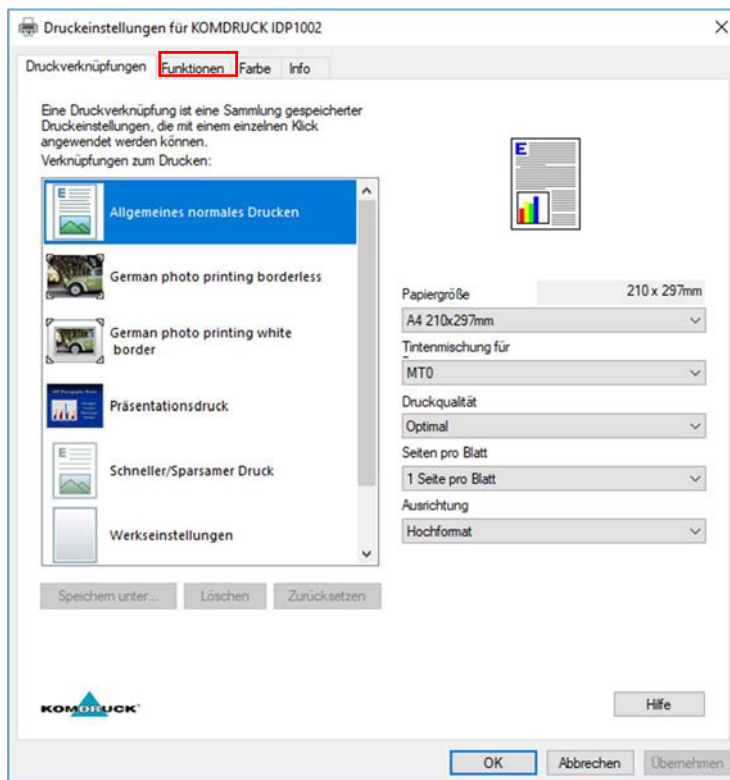 Druckeinstellungen für KOMDRUCK IDP1002
Druckverknüpfungen Funktionen Farbe Info
Eine Druckverknüpfung ist eine Sammlung gespeicherter
Druckeinstellungen, die mit einem einzelnen Klick
angewendet werden können.
Verknüpfungen zum Drucken:
E
Allgemeines normales Drucken
German photo printing borderless
German photo printing white
border
Präsentationsdruck
E
Schneller/Sparsamer Druck
Werkseinstellungen
Speichern unter... Löschen Zurücksetzen
E
Papiergröße 210 x 297mm
A4 210x297mm
Tintenmischung für
MT0
Druckqualität
Optimal
Seiten pro Blatt
1 Seite pro Blatt
Ausrichtung
Hochformat
KOMDRUCK
Hilfe
OK Abbrechen Übernehmen